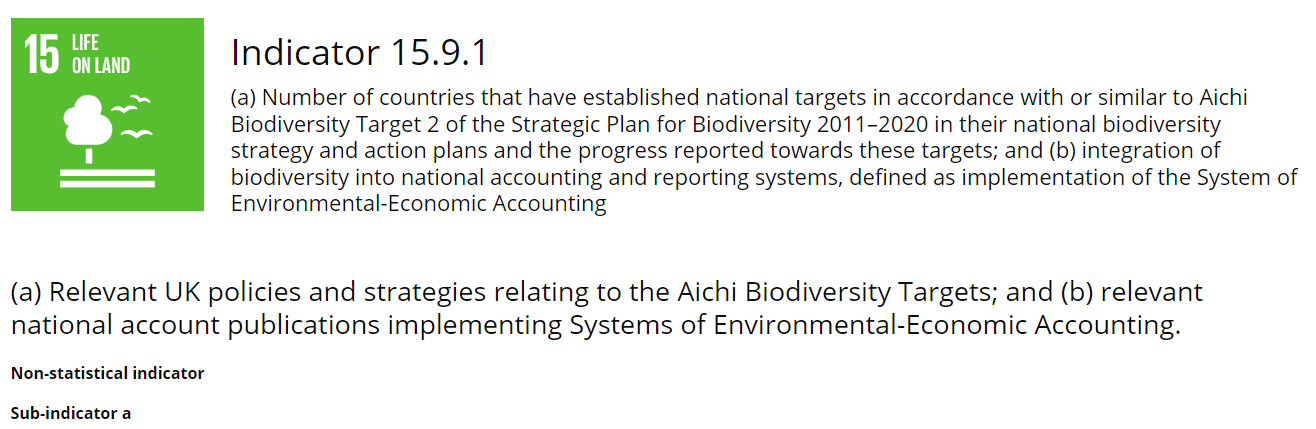 15 LIFE
ON LAND
Indicator 15.9.1
(a) Number of countries that have established national targets in accordance with or similar to Aichi
Biodiversity Target 2 of the Strategic Plan for Biodiversity 2011–2020 in their national biodiversity
strategy and action plans and the progress reported towards these targets; and (b) integration of
biodiversity into national accounting and reporting systems, defined as implementation of the System of
Environmental-Economic Accounting
(a) Relevant UK policies and strategies relating to the Aichi Biodiversity Targets; and (b) relevant
national account publications implementing Systems of Environmental-Economic Accounting.
Non-statistical indicator
Sub-indicator a